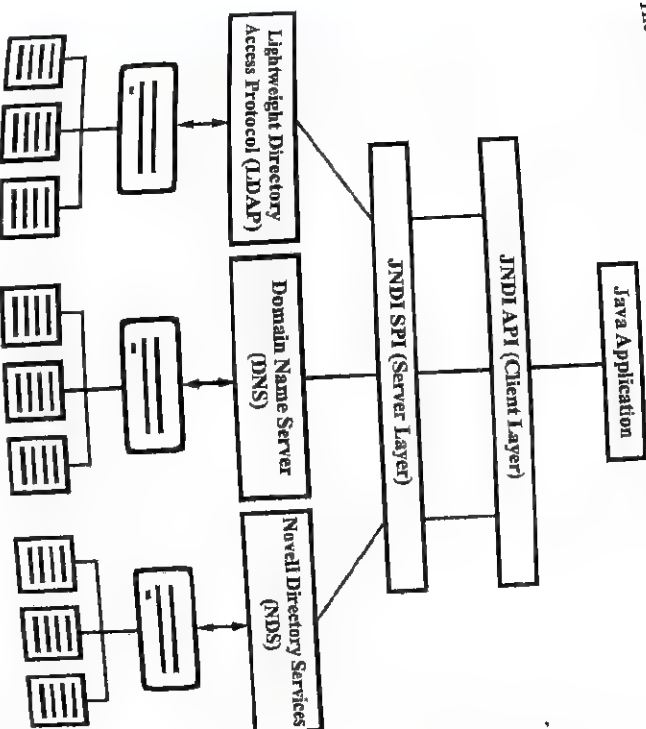 Java Application
JNDI API (Client Layer)
JNDI SPI (Server Layer)
Lightweight Directory
Access Protocol (LDAP)
Domain Name Server
(DNS)
Novell Directory Services
(NDS)